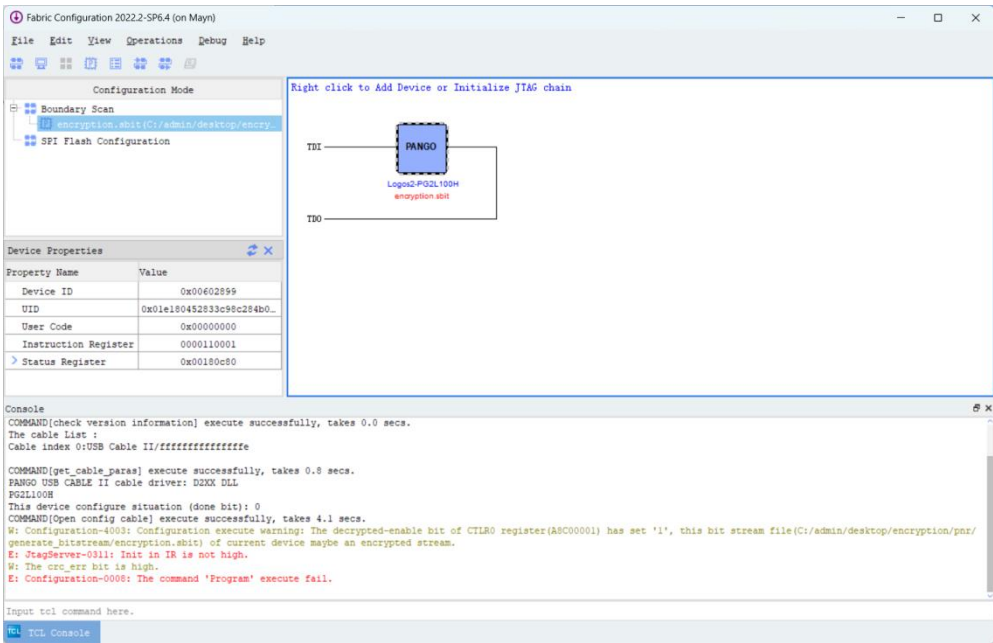 Fabric Configuration 2022.2-SP6.4 (on Mayn)
File Edit View Operations Debug Help
Configuration Mode
Boundary Scan
encryption.sbit(C:/admin/desktop/encry...
SPI Flash Configuration
Right click to Add Device or Initialize JTAG chain
TDI
PANGO
Logos2-PG2L100H
encryption.sbit
TDO
Device Properties
Property Name Value
Device ID 0x00602899
UID 0x01e180452833c98c284b0...
User Code 0x00000000
Instruction Register 0000110001
Status Register 0x00180c80
Console
COMMAND[check version information] execute successfully, takes 0.0 secs.
The cable List :
Cable index 0:USB Cable II/fffffffffffffffe
COMMAND[get_cable_paras] execute successfully, takes 0.8 secs.
PANGO USB CABLE II cable driver: D2XX DLL
PG2L100H
This device configure situation (done bit): 0
COMMAND[Open config cable] execute successfully, takes 4.1 secs.
W: Configuration-4003: Configuration execute warning: The decrypted-enable bit of CTLR0 register(A8C00001) has set '1', this bit stream file(C:/admin/desktop/encryption/pnr/
generate_bitstream/encryption.sbit) of current device maybe an encrypted stream.
E: JtagServer-0311: Init in IR is not high.
W: The crc_err bit is high.
E: Configuration-0008: The command 'Program' execute fail.
Input tcl command here.
TCL TCL Console